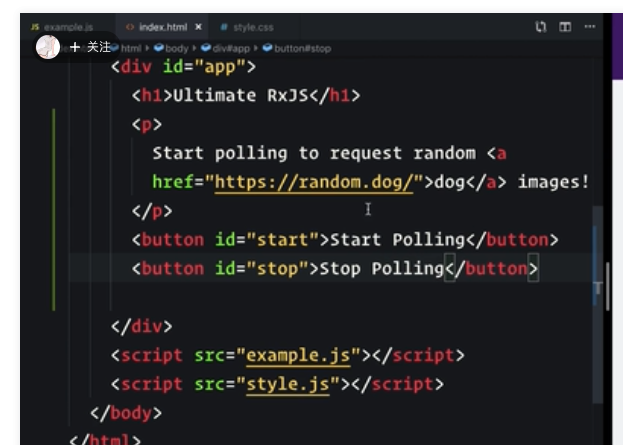 JS example.js index.html × # style.css ...
+ 关注 html › body › div#app › button#stop
<div id="app">
<h1>Ultimate RxJS</h1>
<p>
Start polling to request random <a
href="https://random.dog/">dog</a> images!
</p>
<button id="start">Start Polling</button>
<button id="stop">Stop Polling</button>
T
</div>
<script src="example.js"></script>
<script src="style.js"></script>
</body>
</html>